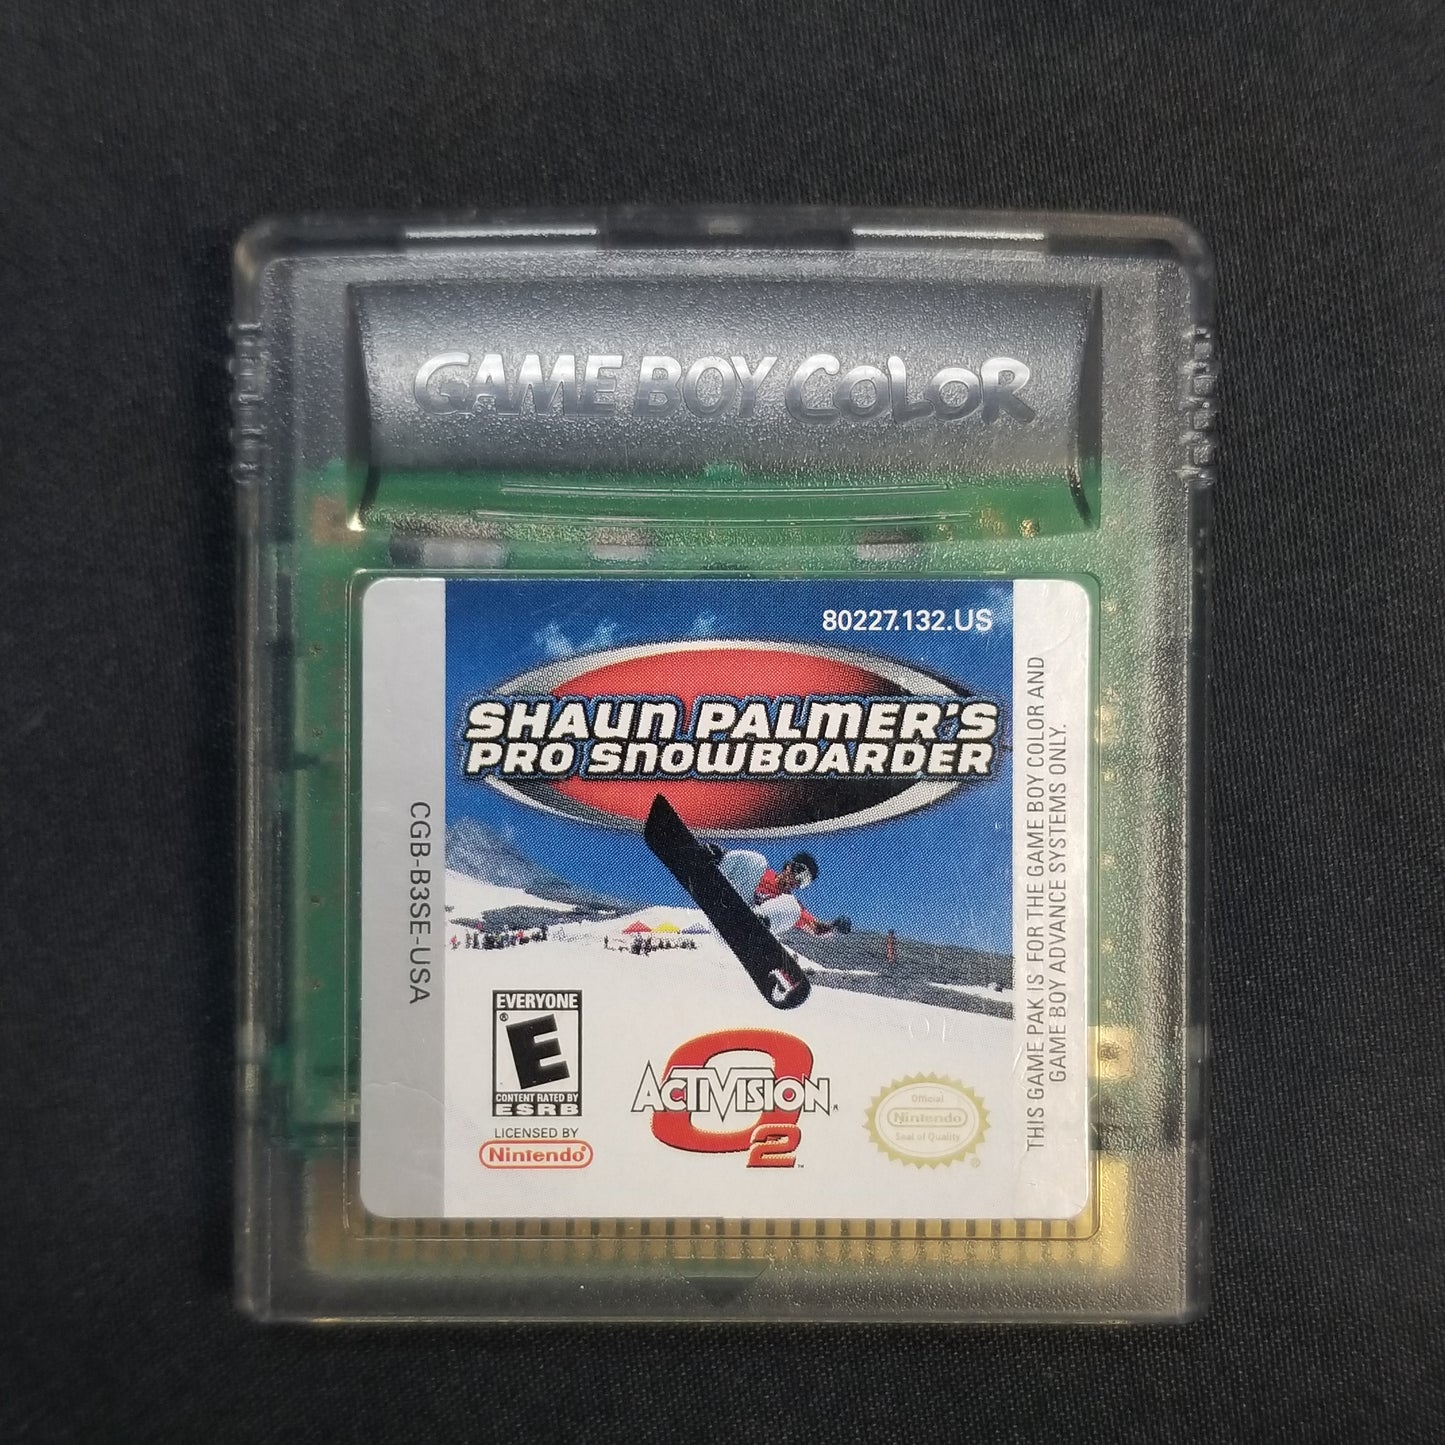 GAME BOY COLOR
80227.132.US
SHAUN PALMER'S
PRO SNOWBOARDER
CGB-B3SE-USA
THIS GAME PAK IS FOR THE GAME BOY COLOR AND
GAME BOY ADVANCE SYSTEMS ONLY.
EVERYONE
E
®
CONTENT RATED BY
ESRB
LICENSED BY
Nintendo®
ACTIVISION®
O2™
Official
Nintendo
Seal of Quality
®